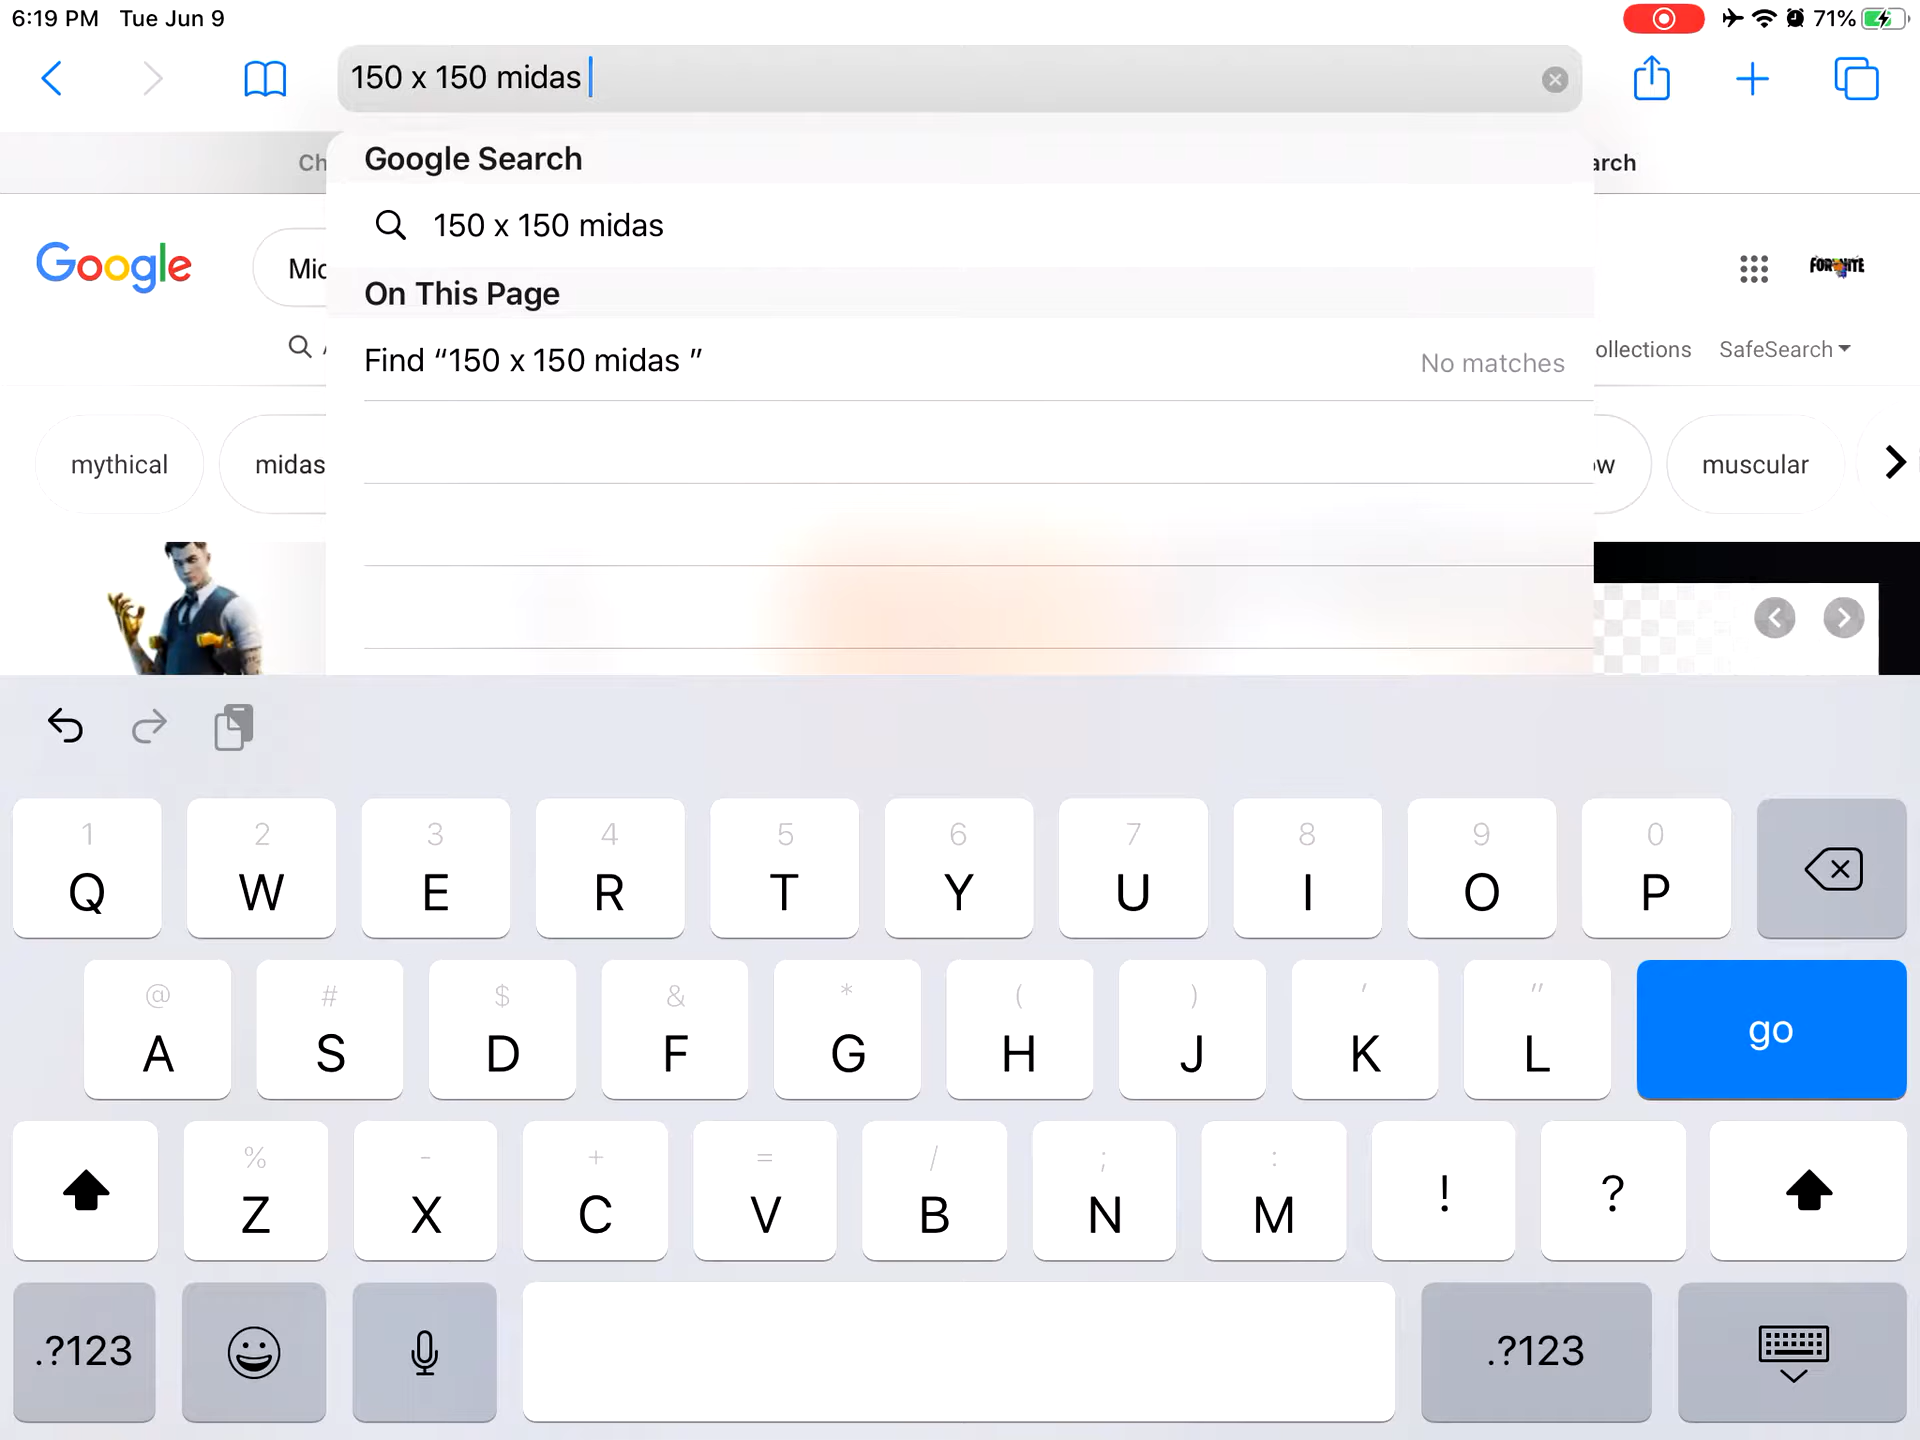 6:19 PM Tue Jun 9
71%
150 x 150 midas
Ch
arch
Google Search
150 x 150 midas
On This Page
Find “150 x 150 midas ”
No matches
Google
Mic
FORTNITE
ollections SafeSearch
mythical
midas
ow
muscular
1 2 3 4 5 6 7 8 9 0
Q W E R T Y U I O P
@ # $ & * ( ) ' "
A S D F G H J K L go
% - + = / ; :
Z X C V B N M ! ?
.?123 .?123